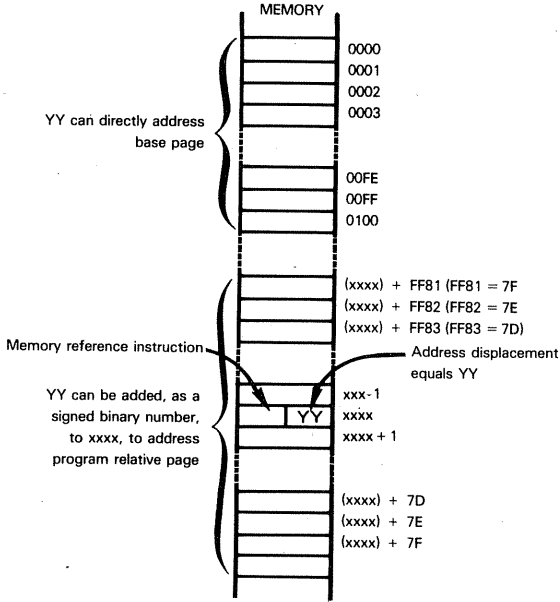 MEMORY
0000
0001
0002
0003
YY can directly address
base page
00FE
00FF
0100
(xxxx) + FF81 (FF81 = 7F
(xxxx) + FF82 (FF82 = 7E
(xxxx) + FF83 (FF83 = 7D)
Memory reference instruction
Address displacement
equals YY
YY can be added, as a
signed binary number,
to xxxx, to address
program relative page
xxx-1
YY
xxxx
xxxx + 1
(xxxx) + 7D
(xxxx) + 7E
(xxxx) + 7F